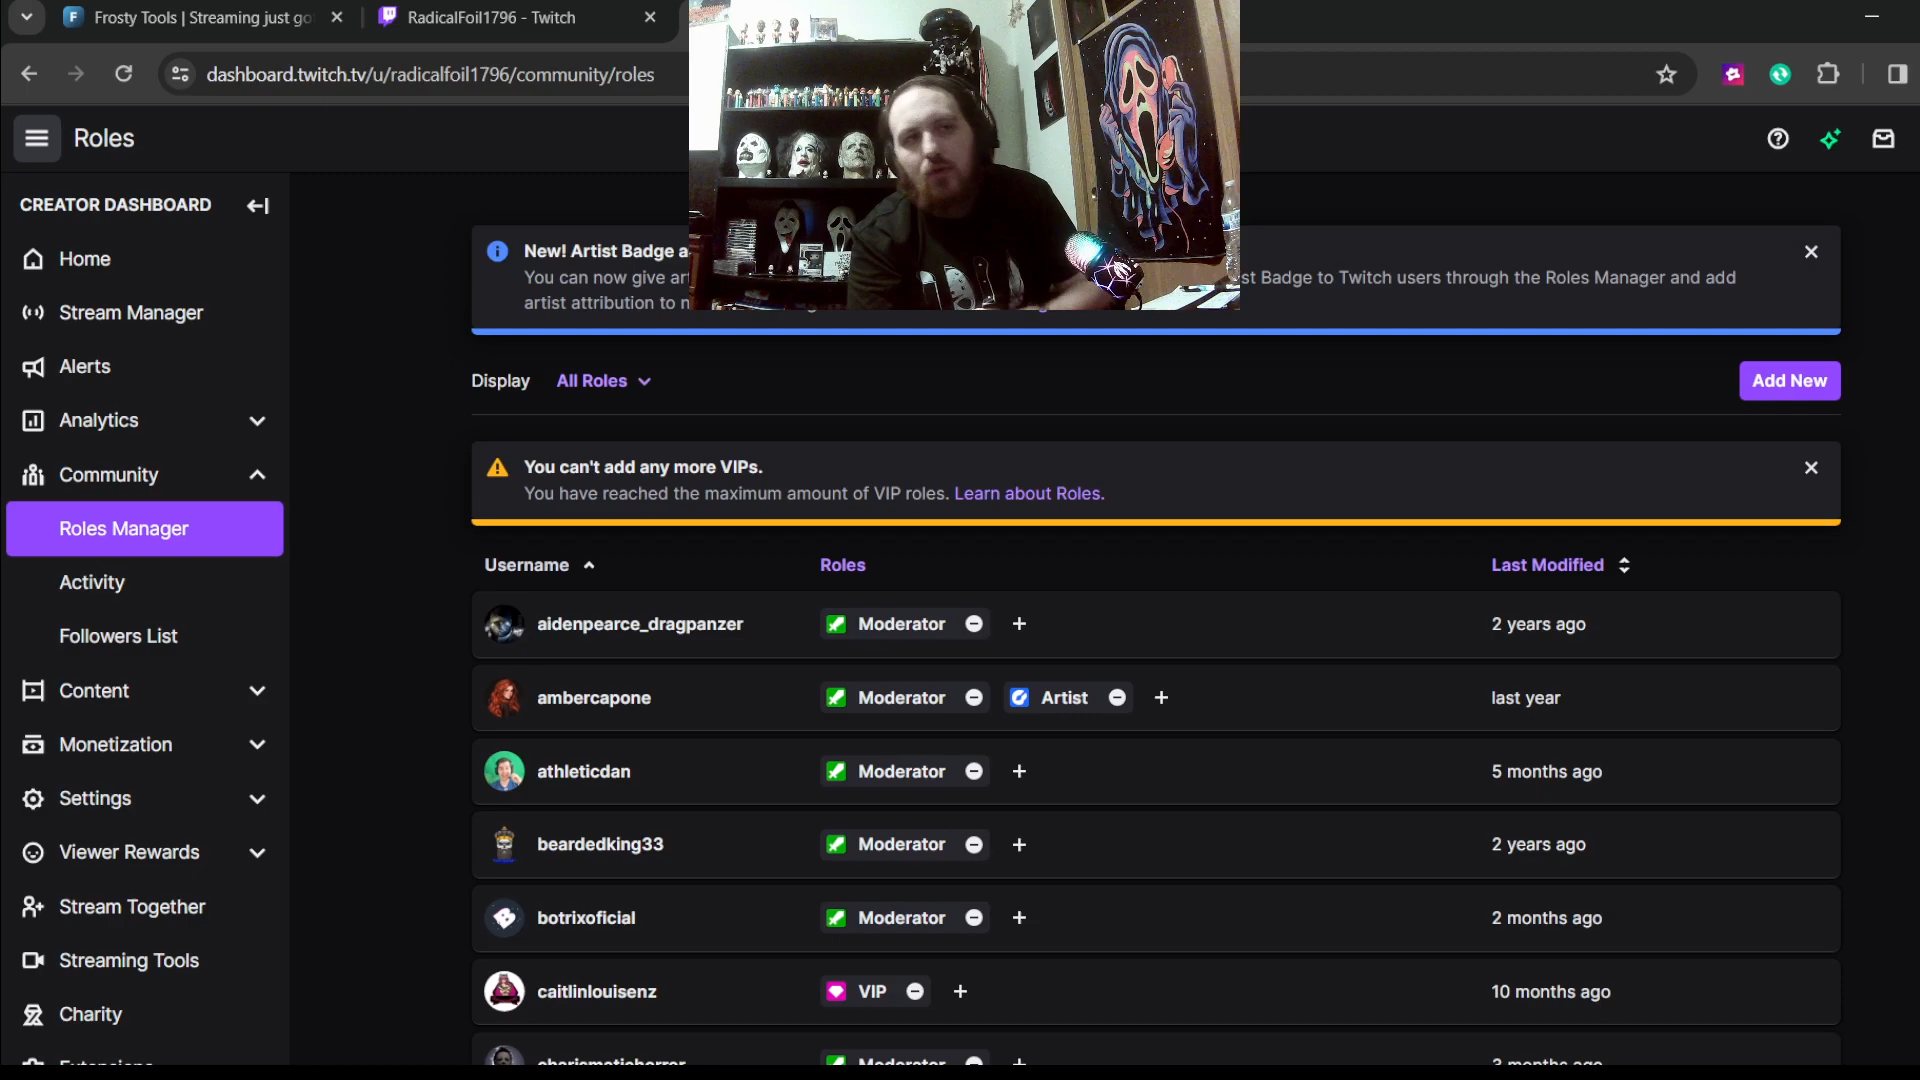 Frosty Tools | Streaming just go
RadicalFoil1796 - Twitch
dashboard.twitch.tv/u/radicalfoil1796/community/roles
Roles
CREATOR DASHBOARD
Home
Stream Manager
Alerts
Analytics
Community
Roles Manager
Activity
Followers List
Content
Monetization
Settings
Viewer Rewards
Stream Together
Streaming Tools
Charity
New! Artist Badge a
You can now give ar
st Badge to Twitch users through the Roles Manager and add
artist attribution to
Display All Roles
Add New
You can't add any more VIPs.
You have reached the maximum amount of VIP roles. Learn about Roles.
Username Roles Last Modified
aidenpearce_dragpanzer Moderator 2 years ago
ambercapone Moderator Artist last year
athleticdan Moderator 5 months ago
beardedking33 Moderator 2 years ago
botrixoficial Moderator 2 months ago
caitlinlouisenz VIP 10 months ago